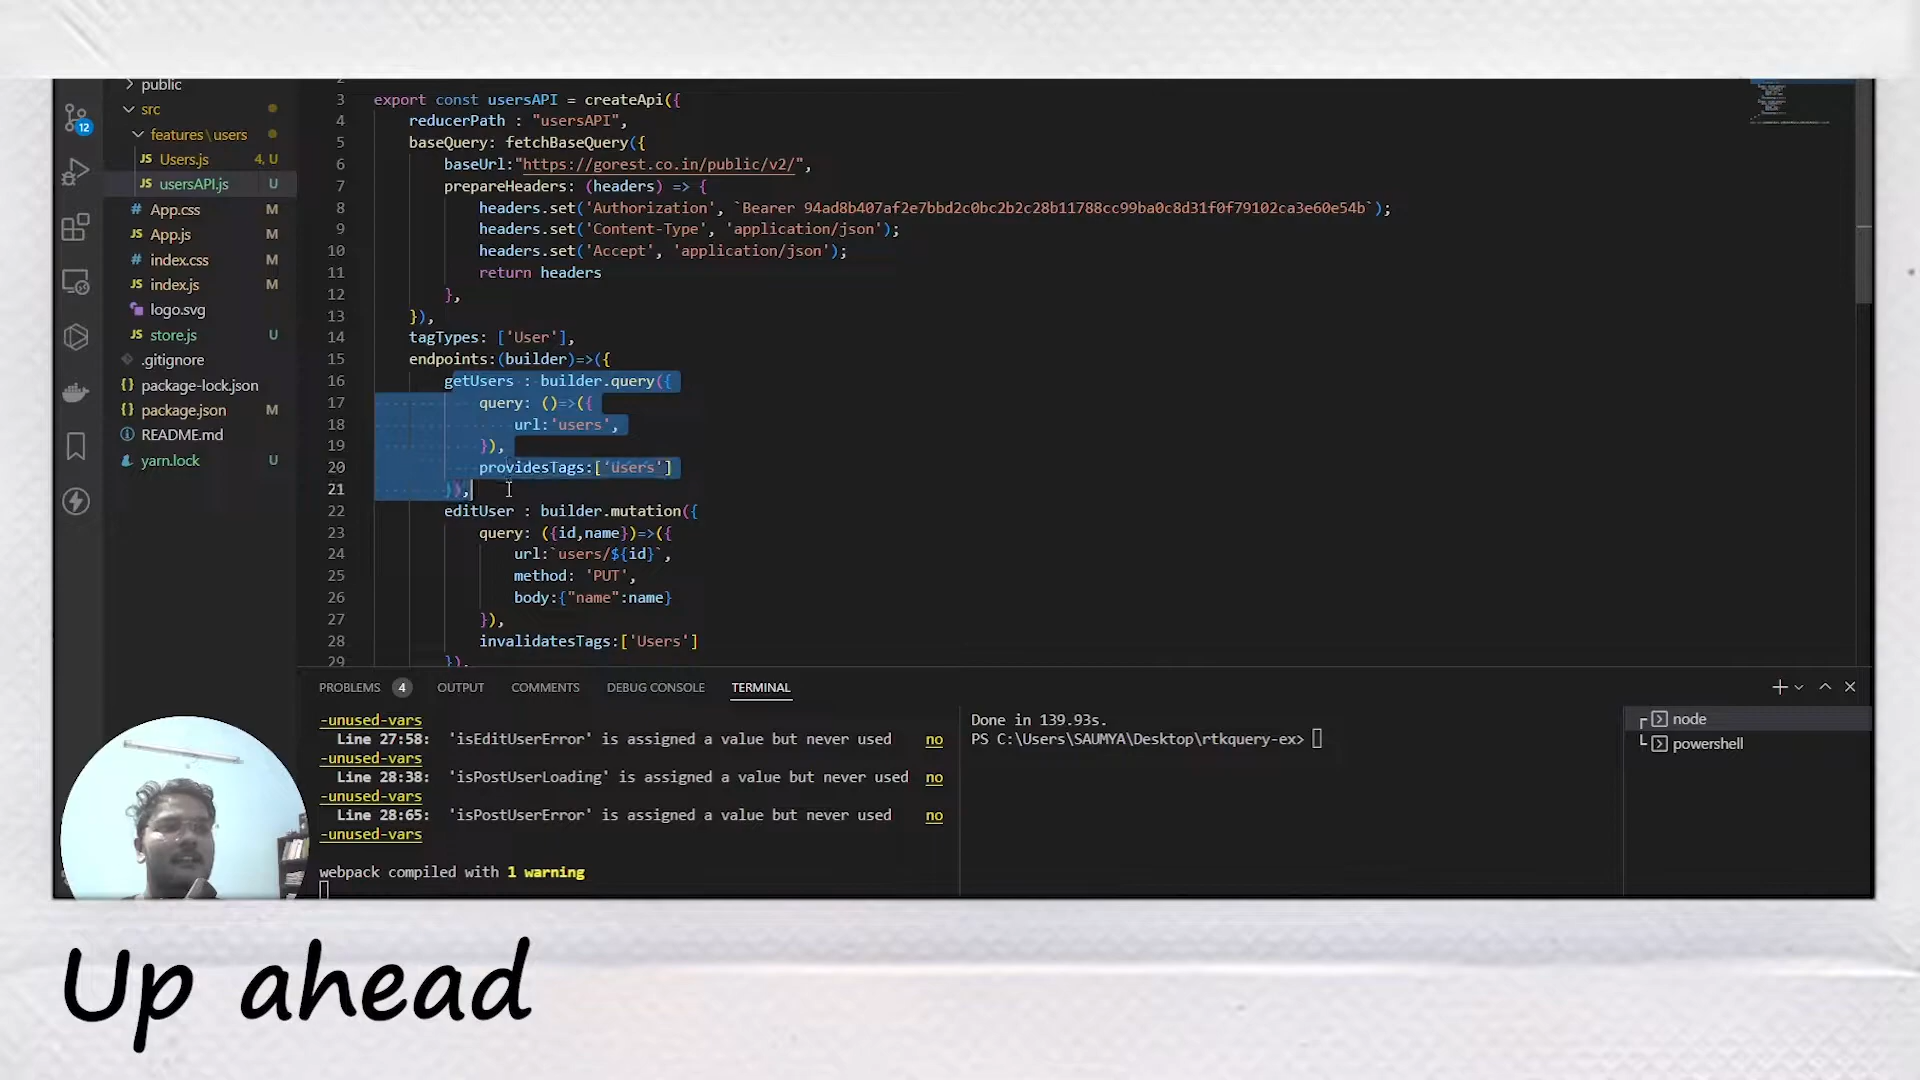 public
src
features\users
Users.js 4, U
usersAPI.js U
App.css M
App.js M
index.css M
index.js M
logo.svg
store.js U
.gitignore
package-lock.json
package.json M
README.md
yarn.lock U
12
3 export const usersAPI = createApi({
4 reducerPath : "usersAPI",
5 baseQuery: fetchBaseQuery({
6 baseUrl:"https://gorest.co.in/public/v2/",
7 prepareHeaders: (headers) => {
8 headers.set('Authorization', `Bearer 94ad8b407af2e7bbd2c0bc2b2c28b11788cc99ba0c8d31f0f79102ca3e60e54b`);
9 headers.set('Content-Type', 'application/json');
10 headers.set('Accept', 'application/json');
11 return headers
12 },
13 }),
14 tagTypes: ['User'],
15 endpoints:(builder)=>({
16 getUsers : builder.query({
17 query: ()=>({
18 url:'users',
19 }),
20 providesTags:['Users']
21 }),
22 editUser : builder.mutation({
23 query: ({id,name})=>({
24 url:`users/${id}`,
25 method: 'PUT',
26 body:{"name":name}
27 }),
28 invalidatesTags:['Users']
29 }),
PROBLEMS 4 OUTPUT COMMENTS DEBUG CONSOLE TERMINAL
-unused-vars
Line 27:58: 'isEditUserError' is assigned a value but never used no
-unused-vars
Line 28:38: 'isPostUserLoading' is assigned a value but never used no
-unused-vars
Line 28:65: 'isPostUserError' is assigned a value but never used no
-unused-vars
webpack compiled with 1 warning
Done in 139.93s.
PS C:\Users\SAUMYA\Desktop\rtkquery-ex>
node
powershell
Up ahead